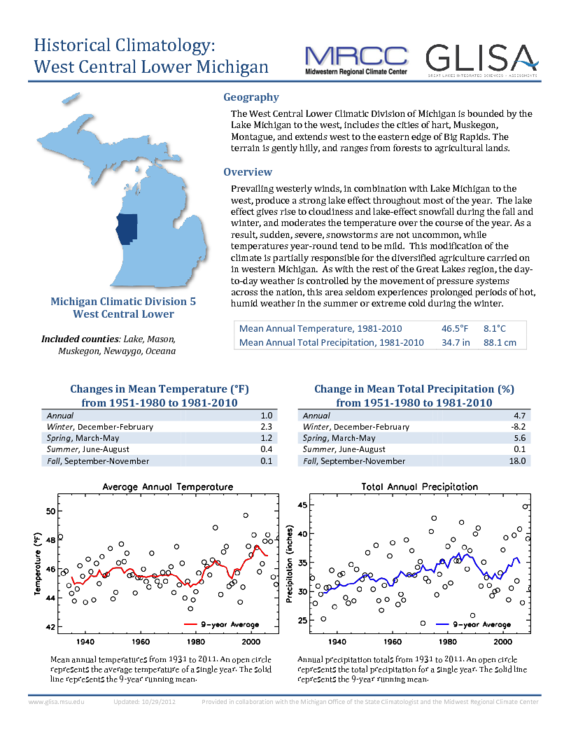 Historical Climatology:
West Central Lower Michigan
MRCC
Midwestern Regional Climate Center
GLISA
GREAT LAKES INTEGRATED SCIENCES + ASSESSMENTS
Michigan Climatic Division 5
West Central Lower
Included counties: Lake, Mason,
Muskegon, Newaygo, Oceana
Geography
The West Central Lower Climatic Division of Michigan is bounded by the
Lake Michigan to the west, includes the cities of hart, Muskegon,
Montague, and extends west to the eastern edge of Big Rapids. The
terrain is gently hilly, and ranges from forests to agricultural lands.
Overview
Prevailing westerly winds, in combination with Lake Michigan to the
west, produce a strong lake effect throughout most of the year. The lake
effect gives rise to cloudiness and lake-effect snowfall during the fall and
winter, and moderates the temperature over the course of the year. As a
result, sudden, severe, snowstorms are not uncommon, while
temperatures year-round tend to be mild. This modification of the
climate is partially responsible for the diversified agriculture carried on
in western Michigan. As with the rest of the Great Lakes region, the day-
to-day weather is controlled by the movement of pressure systems
across the nation, this area seldom experiences prolonged periods of hot,
humid weather in the summer or extreme cold during the winter.
Mean Annual Temperature, 1981-2010 46.5°F 8.1°C
Mean Annual Total Precipitation, 1981-2010 34.7 in 88.1 cm
Changes in Mean Temperature (°F)
from 1951-1980 to 1981-2010
Annual 1.0
Winter, December-February 2.3
Spring, March-May 1.2
Summer, June-August 0.4
Fall, September-November 0.1
Change in Mean Total Precipitation (%)
from 1951-1980 to 1981-2010
Annual 4.7
Winter, December-February -8.2
Spring, March-May 5.6
Summer, June-August 0.1
Fall, September-November 18.0
Average Annual Temperature
Temperature (°F)
50
48
46
44
42
1940 1960 1980 2000
9-year Average
Total Annual Precipitation
Precipitation (inches)
45
40
35
30
25
1940 1960 1980 2000
9-year Average
Mean annual temperatures from 1931 to 2011. An open circle
represents the average temperature of a single year. The solid
line represents the 9-year running mean.
Annual precipitation totals from 1931 to 2011. An open circle
represents the total precipitation for a single year. The solid line
represents the 9-year running mean.
www.glisa.msu.edu Updated: 10/29/2012 Provided in collaboration with the Michigan Office of the State Climatologist and the Midwest Regional Climate Center